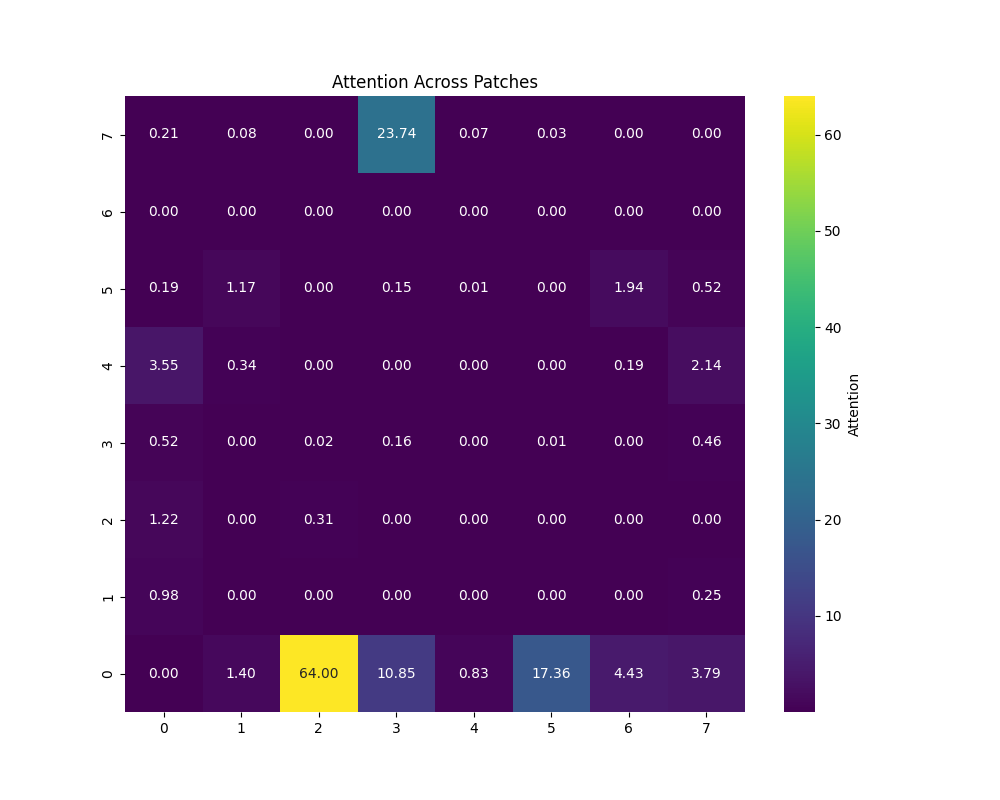 Attention Across Patches
7 0.21 0.08 0.00 23.74 0.07 0.03 0.00 0.00
60
6 0.00 0.00 0.00 0.00 0.00 0.00 0.00 0.00
50
5 0.19 1.17 0.00 0.15 0.01 0.00 1.94 0.52
40
4 3.55 0.34 0.00 0.00 0.00 0.00 0.19 2.14
Attention
30
3 0.52 0.00 0.02 0.16 0.00 0.01 0.00 0.46
20
2 1.22 0.00 0.31 0.00 0.00 0.00 0.00 0.00
1 0.98 0.00 0.00 0.00 0.00 0.00 0.00 0.25
10
0 0.00 1.40 64.00 10.85 0.83 17.36 4.43 3.79
0 1 2 3 4 5 6 7